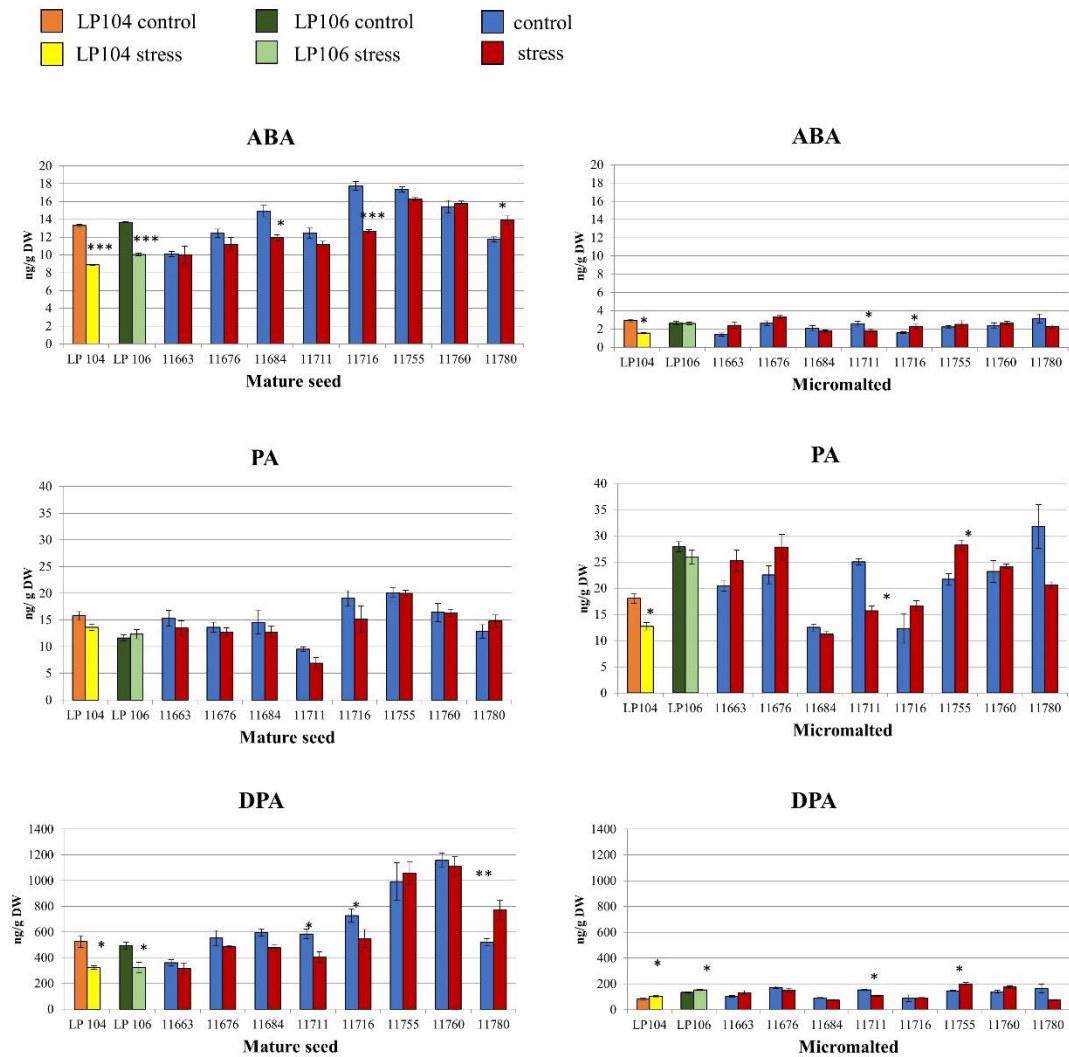 LP104 control LP106 control control
LP104 stress LP106 stress stress
ABA
20
18
16
14
12
10
8
6
4
2
0
ng/g DW
*** *** * *** *
LP 104 LP 106 11663 11676 11684 11711 11716 11755 11760 11780
Mature seed
ABA
20
18
16
14
12
10
8
6
4
2
0
ng/g DW
* * *
LP104 LP106 11663 11676 11684 11711 11716 11755 11760 11780
Micromalted
PA
40
35
30
25
20
15
10
5
0
ng/ g DW
LP 104 LP 106 11663 11676 11684 11711 11716 11755 11760 11780
Mature seed
PA
40
35
30
25
20
15
10
5
0
ng/g DW
* * *
LP104 LP106 11663 11676 11684 11711 11716 11755 11760 11780
Micromalted
DPA
1400
1200
1000
800
600
400
200
0
ng/g DW
* * * * **
LP 104 LP 106 11663 11676 11684 11711 11716 11755 11760 11780
Mature seed
DPA
1400
1200
1000
800
600
400
200
0
ng/g DW
* * * *
LP104 LP106 11663 11676 11684 11711 11716 11755 11760 11780
Micromalted